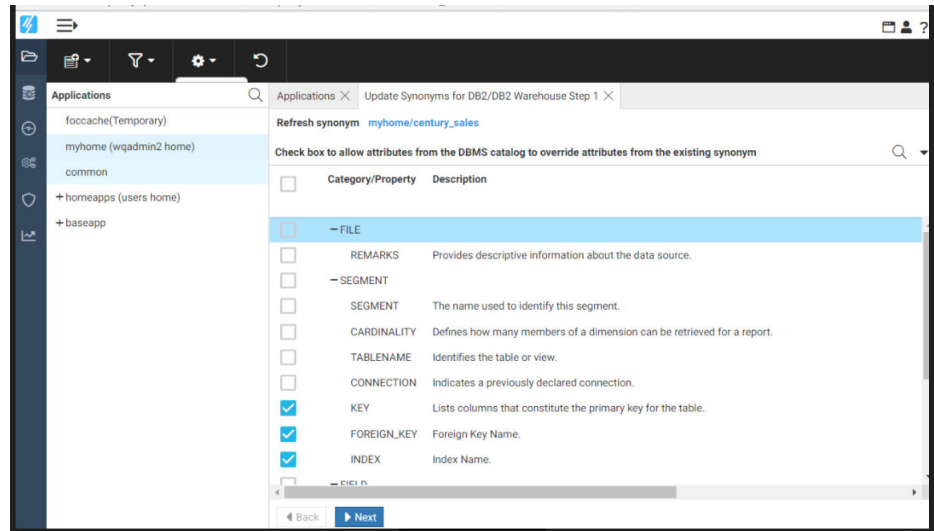 ?
Applications
foccache(Temporary)
myhome (wqadmin2 home)
common
+ homeapps (users home)
+ baseapp
Applications Update Synonyms for DB2/DB2 Warehouse Step 1
Refresh synonym myhome/century_sales
Check box to allow attributes from the DBMS catalog to override attributes from the existing synonym
Category/Property Description
− FILE
REMARKS Provides descriptive information about the data source.
− SEGMENT
SEGMENT The name used to identify this segment.
CARDINALITY Defines how many members of a dimension can be retrieved for a report.
TABLENAME Identifies the table or view.
CONNECTION Indicates a previously declared connection.
KEY Lists columns that constitute the primary key for the table.
FOREIGN_KEY Foreign Key Name.
INDEX Index Name.
− FIELD
Back Next